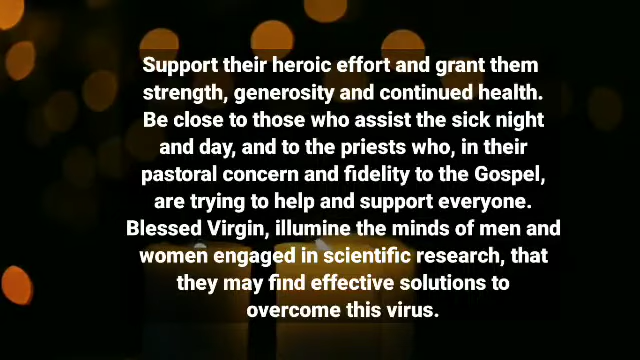 Support their heroic effort and grant them
strength, generosity and continued health.
Be close to those who assist the sick night
and day, and to the priests who, in their
pastoral concern and fidelity to the Gospel,
are trying to help and support everyone.
Blessed Virgin, illumine the minds of men and
women engaged in scientific research, that
they may find effective solutions to
overcome this virus.